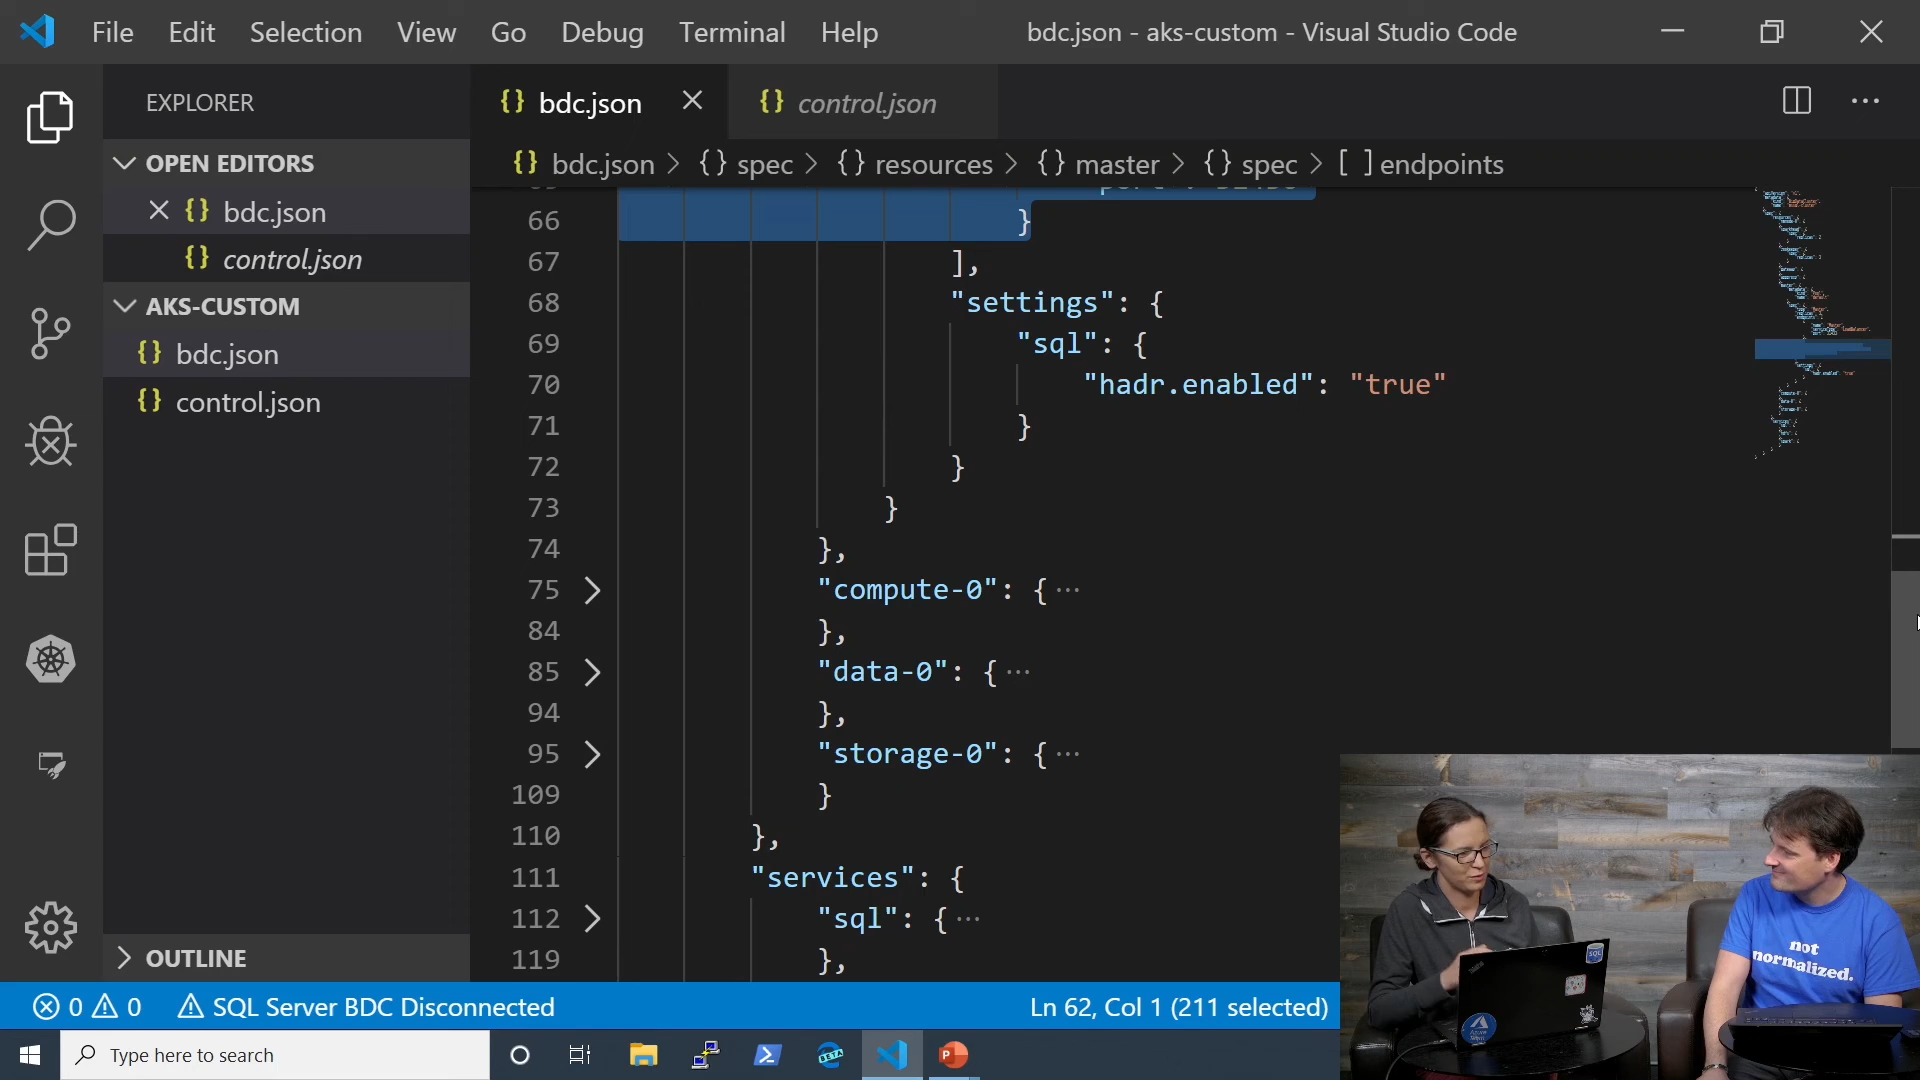 File Edit Selection View Go Debug Terminal Help
bdc.json - aks-custom - Visual Studio Code
EXPLORER
{} bdc.json
{} control.json
OPEN EDITORS
{} bdc.json > {} spec > {} resources > {} master > {} spec > [ ] endpoints
{} bdc.json
{} control.json
AKS-CUSTOM
{} bdc.json
{} control.json
66 }
67 ],
68 "settings": {
69 "sql": {
70 "hadr.enabled": "true"
71 }
72 }
73 }
74 },
75 "compute-0": {...
84 },
85 "data-0": {...
94 },
95 "storage-0": {...
109 }
110 },
111 "services": {
112 "sql": {...
119 },
OUTLINE
0 0 SQL Server BDC Disconnected
Ln 62, Col 1 (211 selected)
Type here to search
BETA
P
SQL
not
normalized.